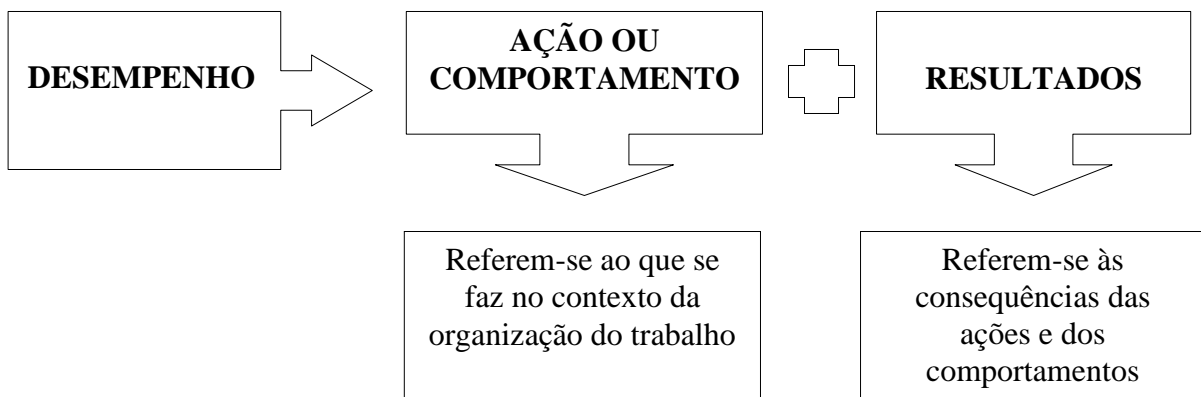 DESEMPENHO
AÇÃO OU
COMPORTAMENTO
RESULTADOS
Referem-se ao que se
faz no contexto da
organização do trabalho
Referem-se às
consequências das
ações e dos
comportamentos